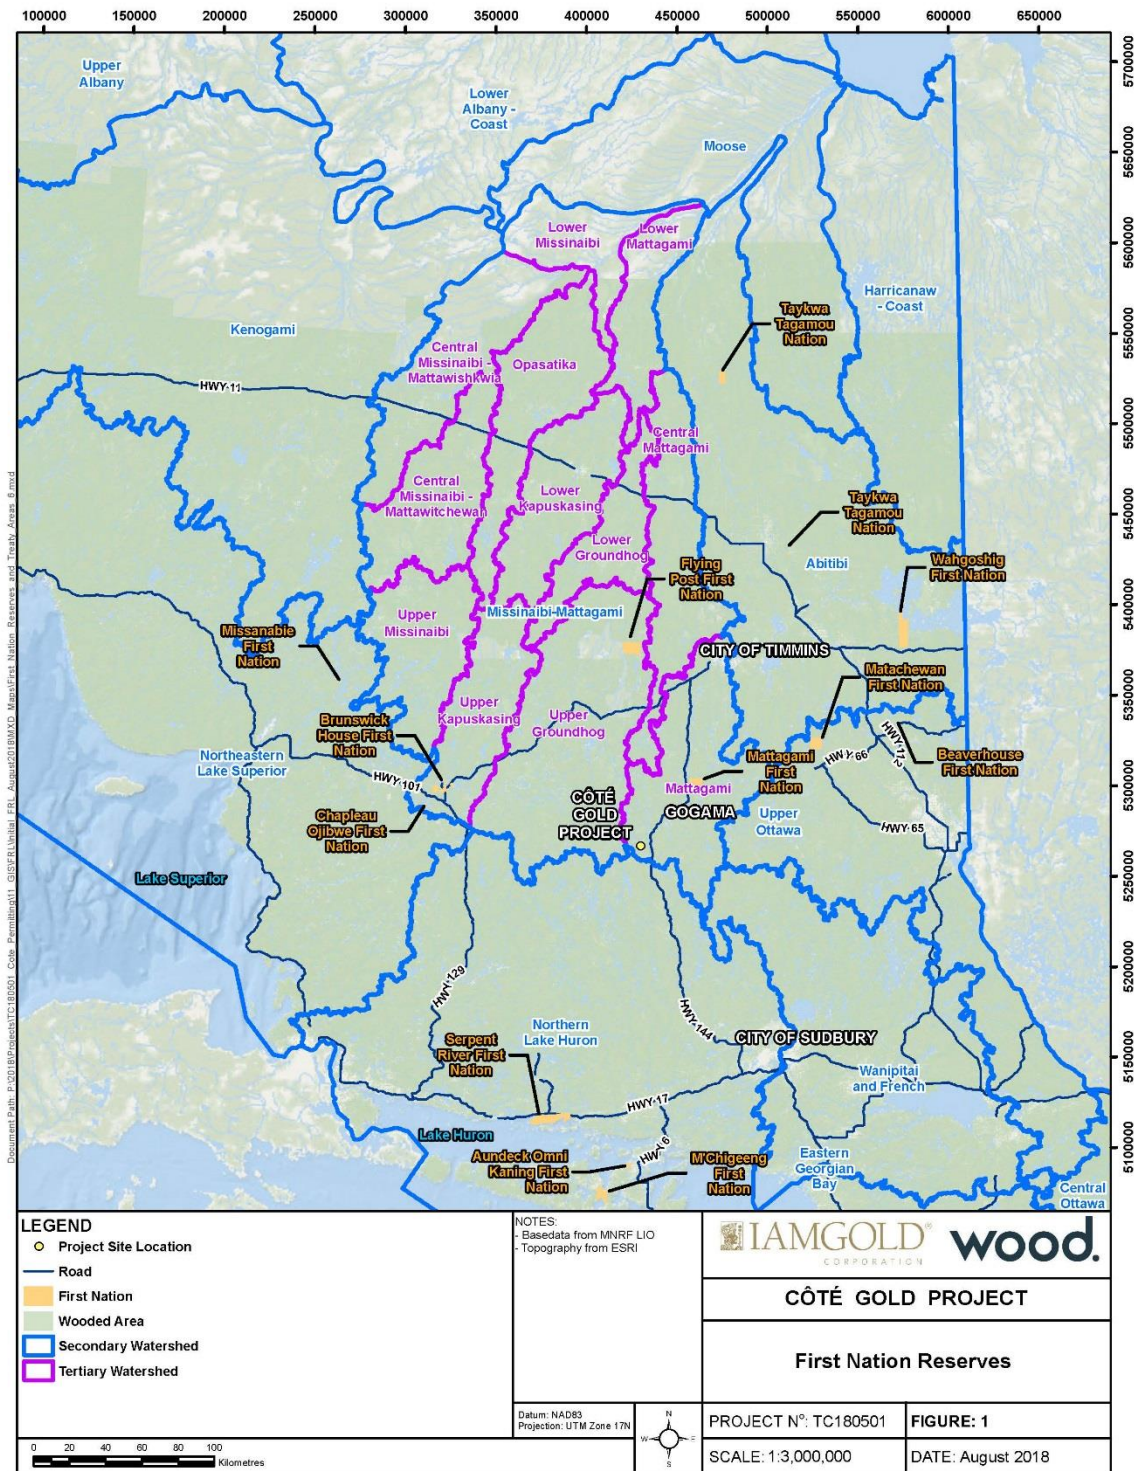 100000 150000 200000 250000 300000 350000 400000 450000 500000 550000 600000 650000
5700000
5650000
5600000
5550000
5500000
5450000
5400000
5350000
5300000
5250000
5200000
5150000
5100000
Upper
Albany
Lower
Albany -
Coast
Moose
Lower
Missinaibi
Lower
Mattagami
Harricanaw
- Coast
Taykwa
Tagamou
Nation
Kenogami
Central
Missinaibi -
Mattawishkwia
Opasatika
HWY 11
Central
Mattagami
Central
Missinaibi -
Mattawitchewan
Lower
Kapuskasing
Taykwa
Tagamou
Nation
Lower
Groundhog
Flying
Post First
Nation
Abitibi
Wahgoshig
First Nation
Missinaibi-Mattagami
Upper
Missinaibi
Missanabie
First
Nation
CITY OF TIMMINS
Matachewan
First Nation
Upper
Kapuskasing
Upper
Groundhog
Brunswick
House First
Nation
Northeastern
Lake Superior
HWY 101
HWY 11-2
HWY 66
Beaverhouse
First Nation
Mattagami
First
Nation
Mattagami
CÔTÉ
GOLD
PROJECT
GOGAMA
Upper
Ottawa
HWY 65
Chapleau
Ojibwe First
Nation
Lake Superior
HWY 129
HWY 144
Northern
Lake Huron
CITY OF SUDBURY
Serpent
River First
Nation
Wanipitai
and French
HWY 17
Lake Huron
HWY 6
Aundeck Omni
Kaning First
Nation
M'Chigeeng
First
Nation
Eastern
Georgian
Bay
Central
Ottawa
LEGEND
Project Site Location
Road
First Nation
Wooded Area
Secondary Watershed
Tertiary Watershed
0 20 40 60 80 100
Kilometres
NOTES:
- Basedata from MNRF LIO
- Topography from ESRI
Datum: NAD83
Projection: UTM Zone 17N
N
W E
S
IAMGOLD®
CORPORATION
wood.
CÔTÉ GOLD PROJECT
First Nation Reserves
PROJECT Nº: TC180501
FIGURE: 1
SCALE: 1:3,000,000
DATE: August 2018